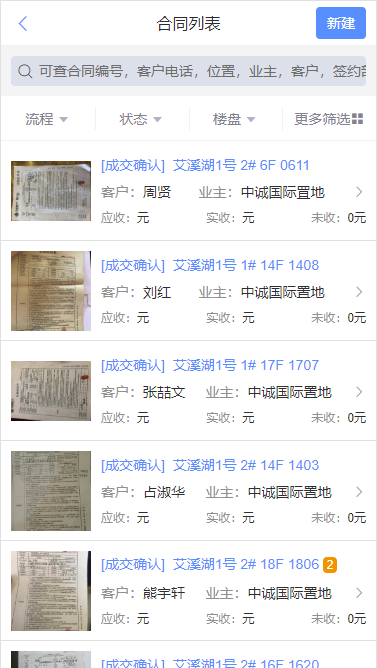 合同列表 新建
可查合同编号，客户电话，位置，业主，客户，签约部
流程 状态 楼盘 更多筛选
[成交确认] 艾溪湖1号 2# 6F 0611
客户：周贤 业主：中诚国际置地
应收：元 实收：元 未收：0元
[成交确认] 艾溪湖1号 1# 14F 1408
客户：刘红 业主：中诚国际置地
应收：元 实收：元 未收：0元
[成交确认] 艾溪湖1号 1# 17F 1707
客户：张喆文 业主：中诚国际置地
应收：元 实收：元 未收：0元
[成交确认] 艾溪湖1号 2# 14F 1403
客户：占淑华 业主：中诚国际置地
应收：元 实收：元 未收：0元
[成交确认] 艾溪湖1号 2# 18F 1806 2
客户：熊宇轩 业主：中诚国际置地
应收：元 实收：元 未收：0元
[成交确认] 艾溪湖1号 2# 16F 1620